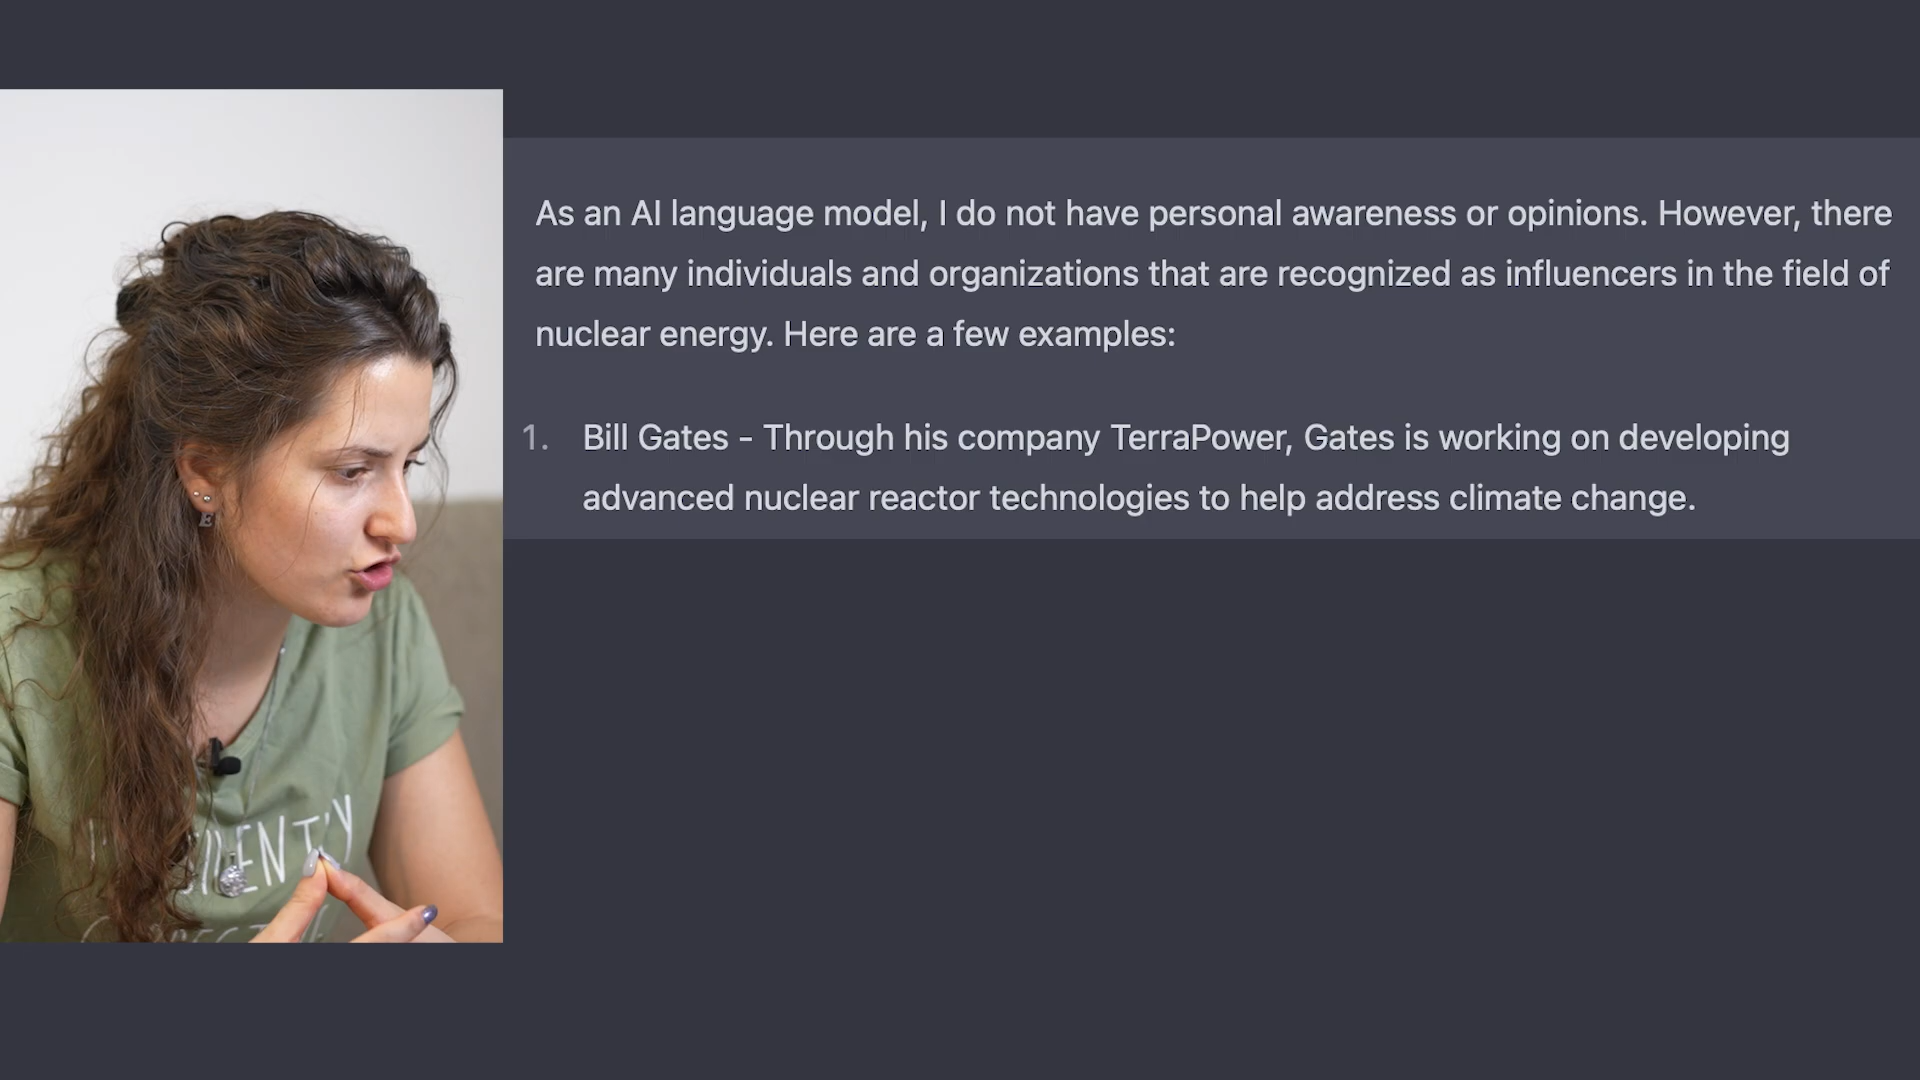 As an AI language model, I do not have personal awareness or opinions. However, there
are many individuals and organizations that are recognized as influencers in the field of
nuclear energy. Here are a few examples:
1. Bill Gates - Through his company TerraPower, Gates is working on developing
advanced nuclear reactor technologies to help address climate change.
E
SILENTLY